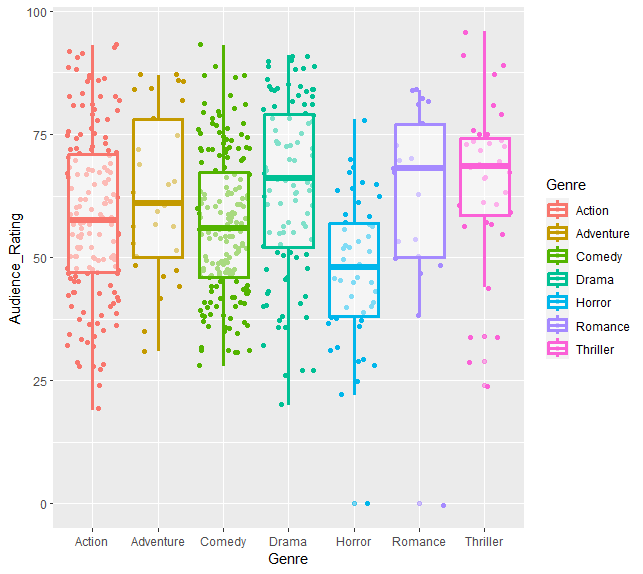 100
75
50
25
0
Audience_Rating
Action Adventure Comedy Drama Horror Romance Thriller
Genre
Genre
Action
Adventure
Comedy
Drama
Horror
Romance
Thriller